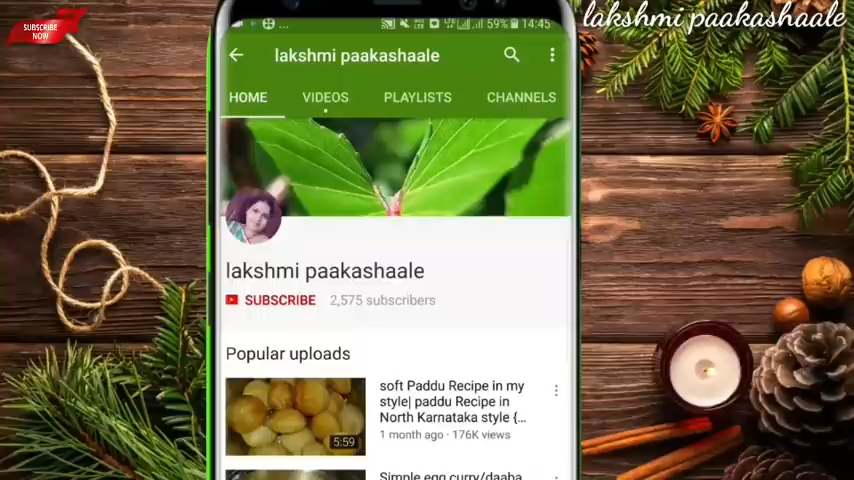 SUBSCRIBE
NOW
lakshmi paakashaale
59% 14:45
lakshmi paakashaale
HOME VIDEOS PLAYLISTS CHANNELS
lakshmi paakashaale
SUBSCRIBE 2,575 subscribers
Popular uploads
soft Paddu Recipe in my
style| paddu Recipe in
North Karnataka style {...
1 month ago · 176K views
5:59
Simple egg curry/daaba